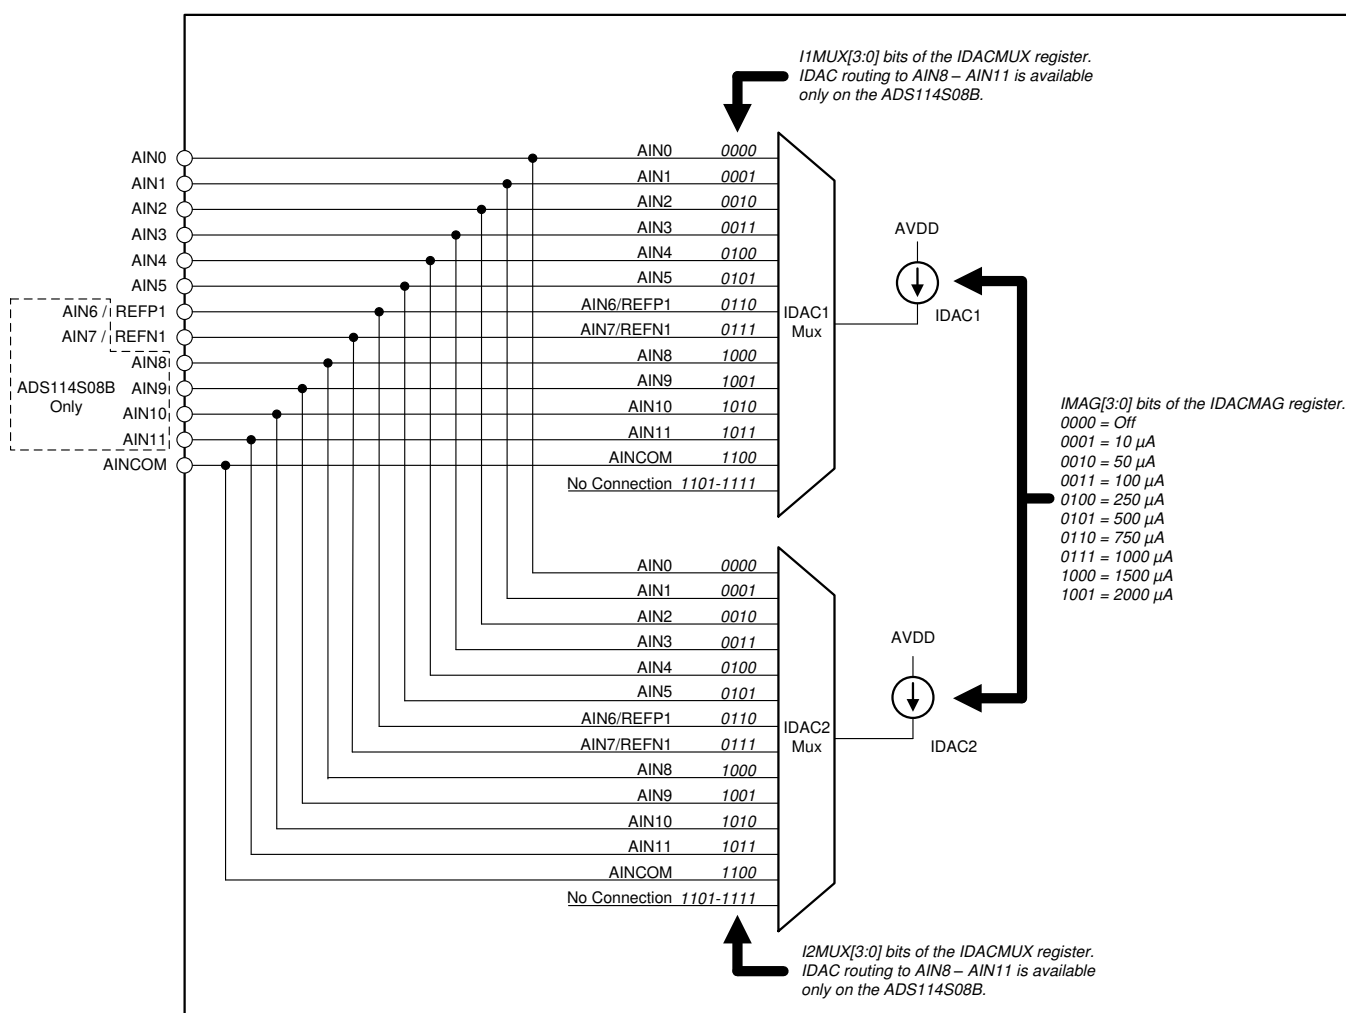 I1MUX[3:0] bits of the IDACMUX register.
IDAC routing to AIN8 – AIN11 is available
only on the ADS114S08B.
AIN0 AIN0 0000
AIN1 AIN1 0001
AIN2 AIN2 0010
AIN3 AIN3 0011
AIN4 AIN4 0100
AIN5 AIN5 0101
AIN6 / REFP1 AIN6/REFP1 0110
AIN7 / REFN1 AIN7/REFN1 0111
AIN8 AIN8 1000
AIN9 AIN9 1001
AIN10 AIN10 1010
AIN11 AIN11 1011
AINCOM AINCOM 1100
No Connection 1101-1111
ADS114S08B
Only
IDAC1
Mux
AVDD
IDAC1
IMAG[3:0] bits of the IDACMAG register.
0000 = Off
0001 = 10 μA
0010 = 50 μA
0011 = 100 μA
0100 = 250 μA
0101 = 500 μA
0110 = 750 μA
0111 = 1000 μA
1000 = 1500 μA
1001 = 2000 μA
AIN0 0000
AIN1 0001
AIN2 0010
AIN3 0011
AIN4 0100
AIN5 0101
AIN6/REFP1 0110
AIN7/REFN1 0111
AIN8 1000
AIN9 1001
AIN10 1010
AIN11 1011
AINCOM 1100
No Connection 1101-1111
IDAC2
Mux
AVDD
IDAC2
I2MUX[3:0] bits of the IDACMUX register.
IDAC routing to AIN8 – AIN11 is available
only on the ADS114S08B.